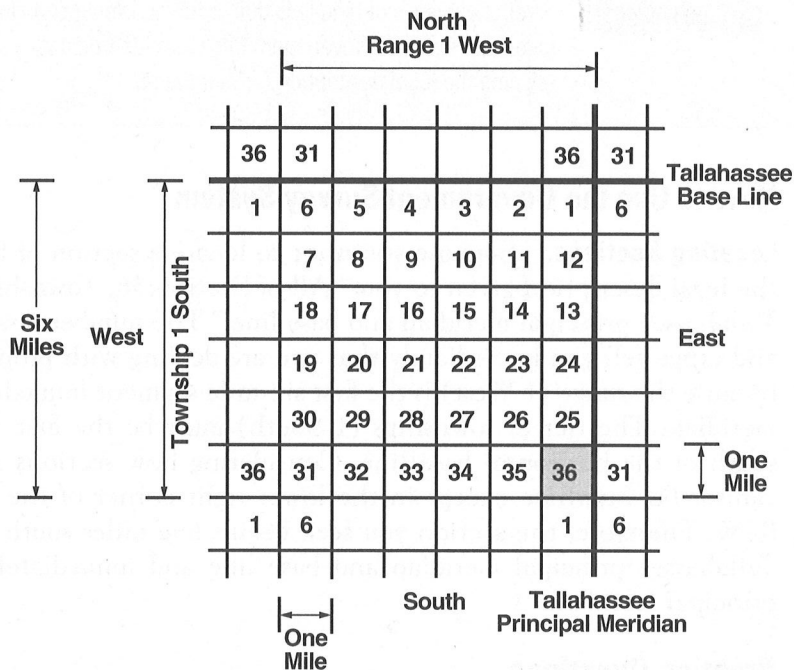 North
Range 1 West
36 31 36 31
Tallahassee
Base Line
1 6 5 4 3 2 1 6
7 8 9 10 11 12
18 17 16 15 14 13
Six
Miles
West
Township 1 South
East
19 20 21 22 23 24
30 29 28 27 26 25
36 31 32 33 34 35 36 31
One
Mile
1 6 1 6
South
Tallahassee
Principal Meridian
One
Mile